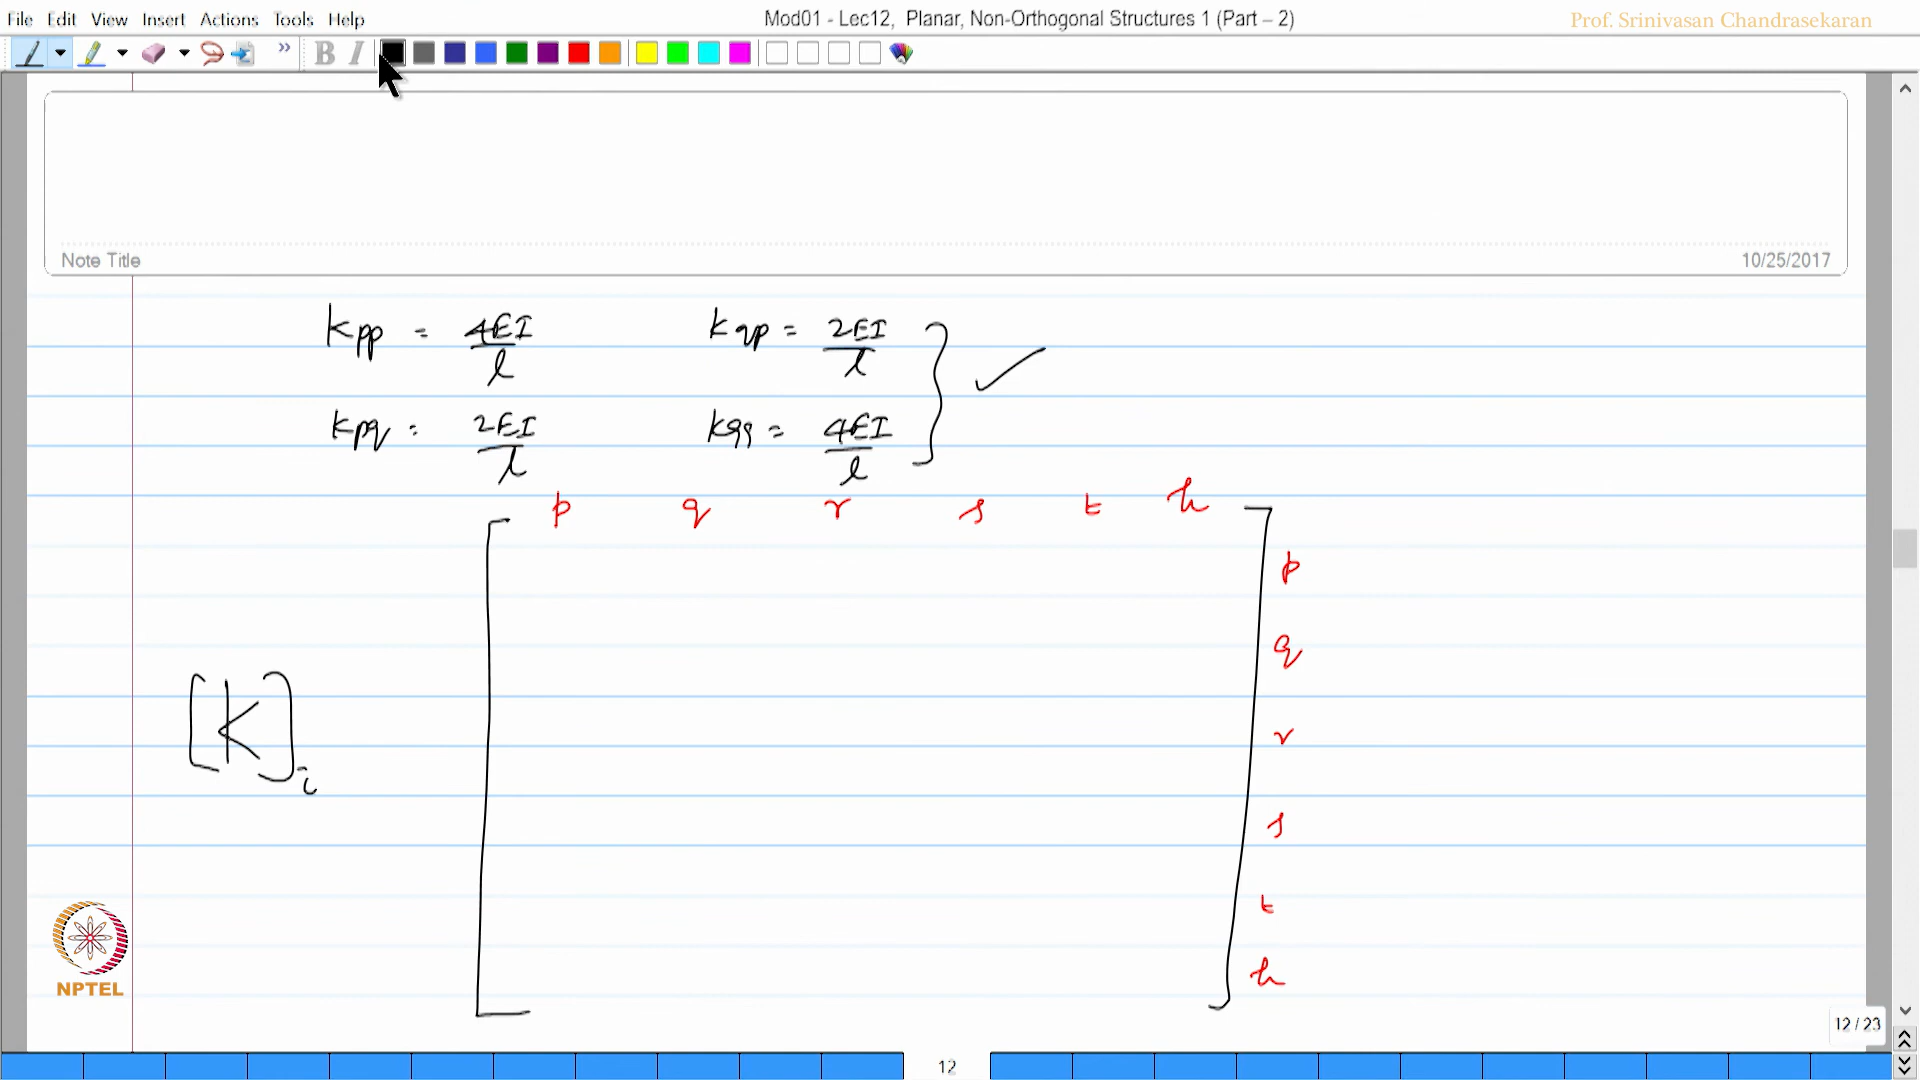 File Edit View Insert Actions Tools Help
Mod01 - Lec12, Planar, Non-Orthogonal Structures 1 (Part – 2)
Prof. Srinivasan Chandrasekaran
B I
Note Title
10/25/2017
Kpp = 4EI/l   Kqp = 2EI/l
Kpq = 2EI/l   Kqq = 4EI/l } ✓
p q r s t h
p
q
r
[K]i
s
t
h
NPTEL
12 / 23
12